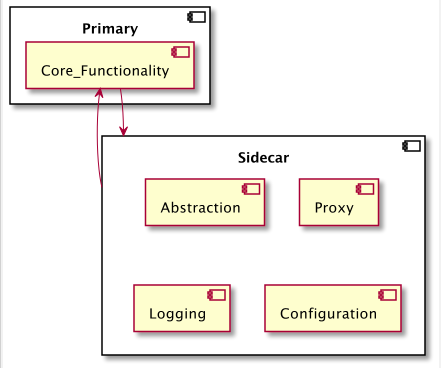 Primary
Core_Functionality
Sidecar
Abstraction
Proxy
Logging
Configuration